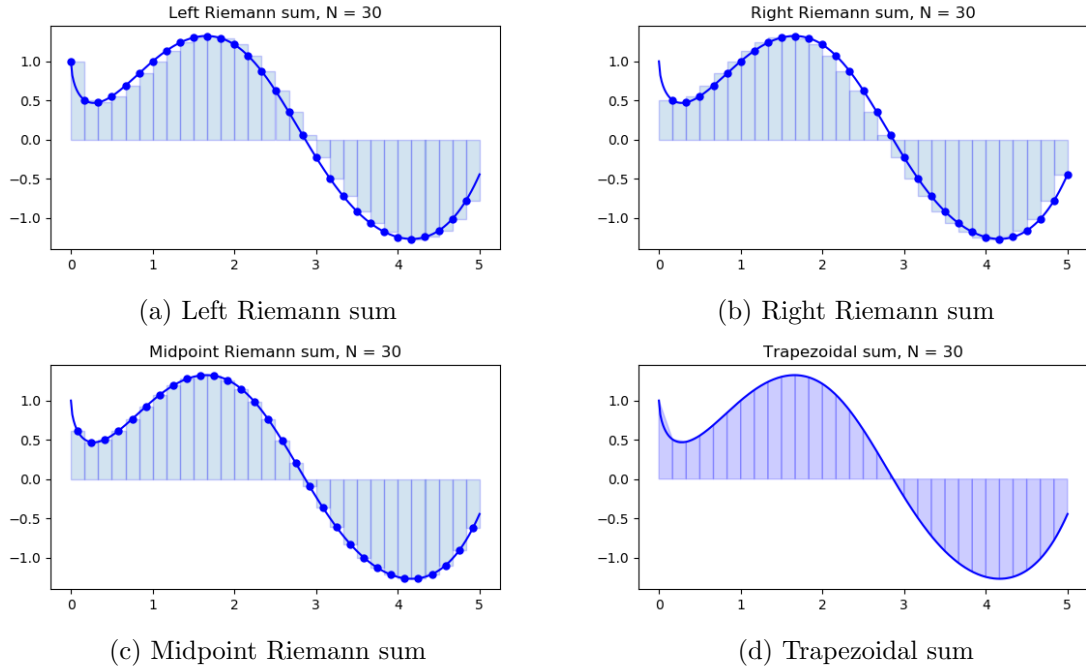 Left Riemann sum, N = 30
1.0
0.5
0.0
−0.5
−1.0
0 1 2 3 4 5
(a) Left Riemann sum
Right Riemann sum, N = 30
1.0
0.5
0.0
−0.5
−1.0
0 1 2 3 4 5
(b) Right Riemann sum
Midpoint Riemann sum, N = 30
1.0
0.5
0.0
−0.5
−1.0
0 1 2 3 4 5
(c) Midpoint Riemann sum
Trapezoidal sum, N = 30
1.0
0.5
0.0
−0.5
−1.0
0 1 2 3 4 5
(d) Trapezoidal sum